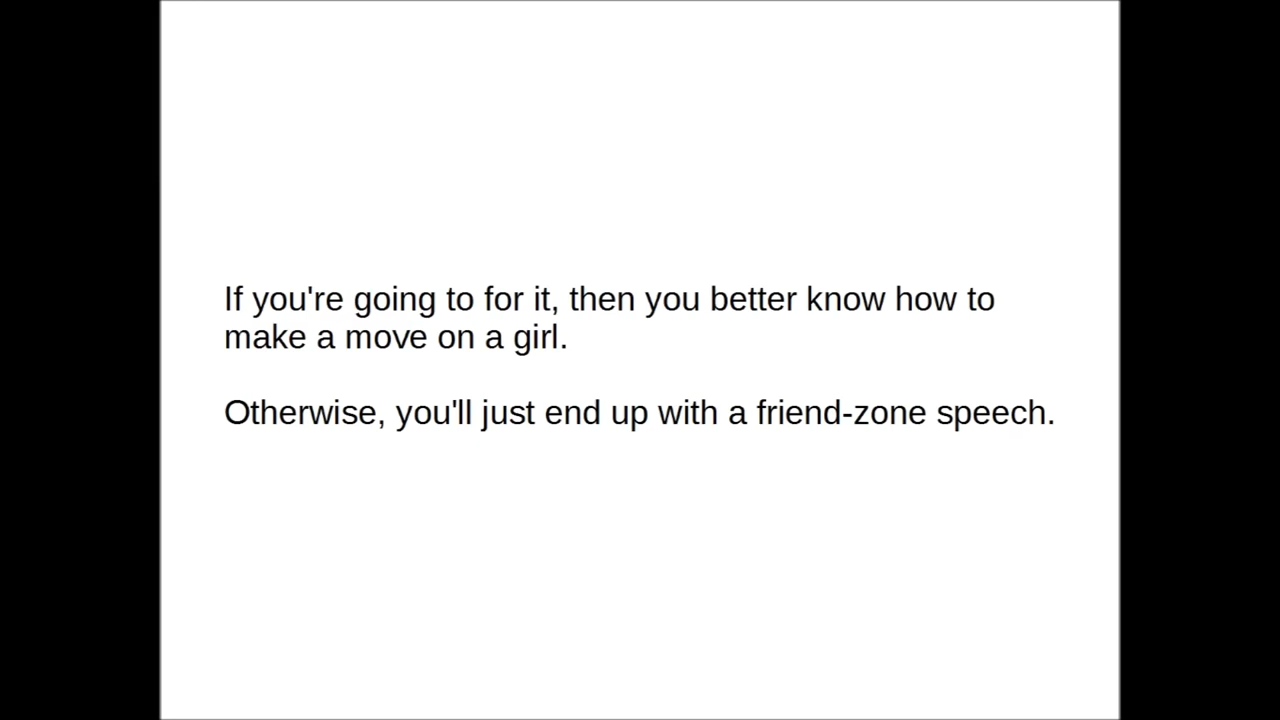 If you're going to for it, then you better know how to
make a move on a girl.
Otherwise, you'll just end up with a friend-zone speech.